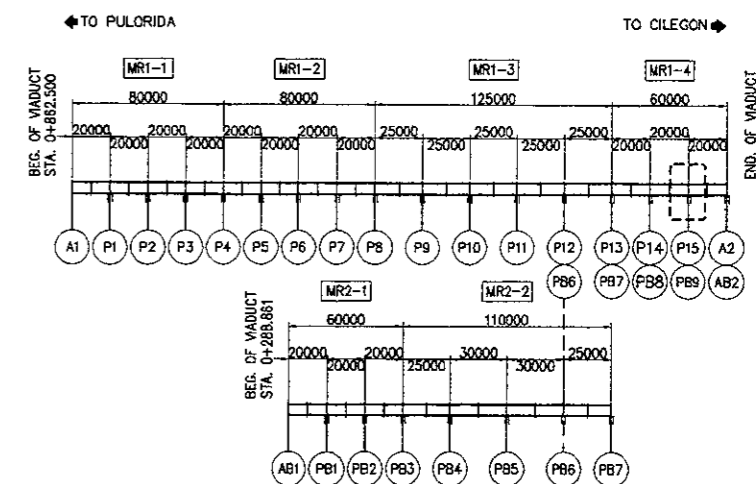 TO PULORIDA
TO CILEGON
MR1-1 MR1-2 MR1-3 MR1-4
80000 80000 125000 60000
BEG. OF VIADUCT
STA. 0+862.500
END. OF VIADUCT
20000 20000 20000 20000 25000 25000 25000 20000
20000 20000 20000 20000 25000 25000 20000 20000
A1 P1 P2 P3 P4 P5 P6 P7 P8 P9 P10 P11 P12 P13 P14 P15 A2
PB6 PB7 PB8 PB9 AB2
MR2-1 MR2-2
60000 110000
BEG. OF VIADUCT
STA. 0+288.861
20000 20000 30000 25000
20000 25000 30000
AB1 PB1 PB2 PB3 PB4 PB5 PB6 PB7